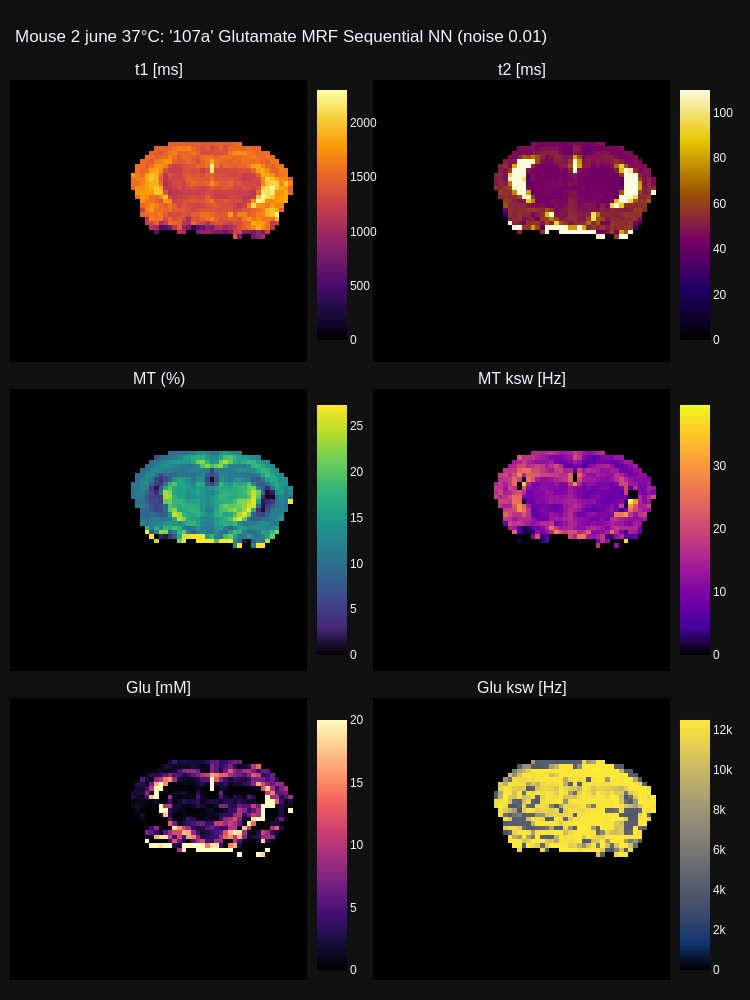 Mouse 2 june 37°C: '107a' Glutamate MRF Sequential NN (noise 0.01)
t1 [ms]
t2 [ms]
2000
1500
1000
500
0
100
80
60
40
20
0
MT (%)
MT ksw [Hz]
25
20
15
10
5
0
30
20
10
0
Glu [mM]
Glu ksw [Hz]
20
15
10
5
0
12k
10k
8k
6k
4k
2k
0